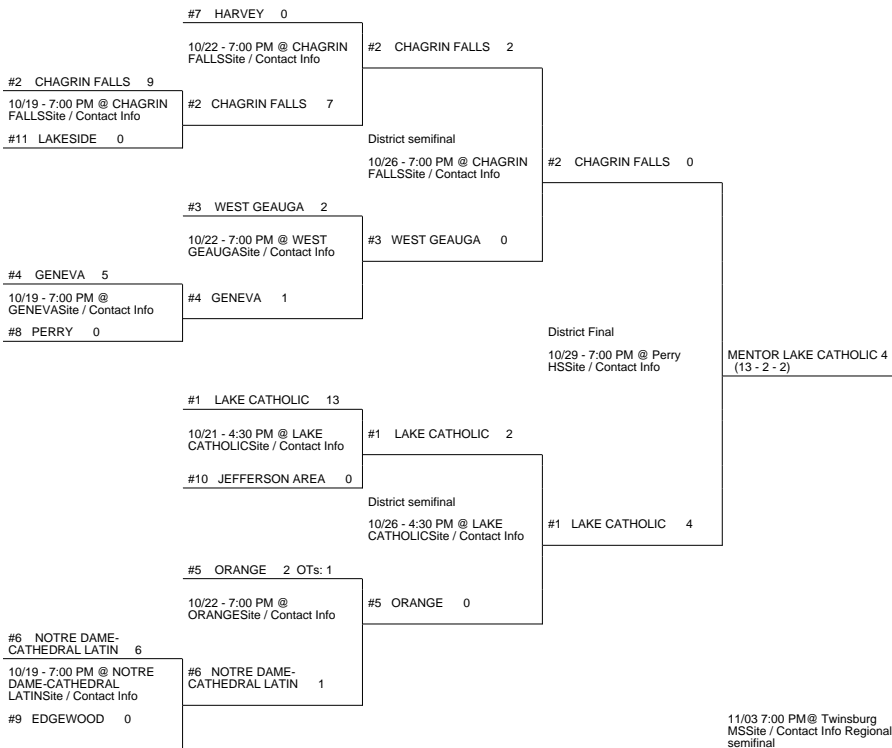 #7 HARVEY 0
10/22 - 7:00 PM @ CHAGRIN
FALLSSite / Contact Info
#2 CHAGRIN FALLS 2
#2 CHAGRIN FALLS 9
10/19 - 7:00 PM @ CHAGRIN
FALLSSite / Contact Info
#2 CHAGRIN FALLS 7
#11 LAKESIDE 0
District semifinal
10/26 - 7:00 PM @ CHAGRIN
FALLSSite / Contact Info
#2 CHAGRIN FALLS 0
#3 WEST GEAUGA 2
10/22 - 7:00 PM @ WEST
GEAUGASite / Contact Info
#3 WEST GEAUGA 0
#4 GENEVA 5
10/19 - 7:00 PM @
GENEVASite / Contact Info
#4 GENEVA 1
#8 PERRY 0
District Final
10/29 - 7:00 PM @ Perry
HSSite / Contact Info
MENTOR LAKE CATHOLIC 4
(13 - 2 - 2)
#1 LAKE CATHOLIC 13
10/21 - 4:30 PM @ LAKE
CATHOLICSite / Contact Info
#1 LAKE CATHOLIC 2
#10 JEFFERSON AREA 0
District semifinal
10/26 - 4:30 PM @ LAKE
CATHOLICSite / Contact Info
#1 LAKE CATHOLIC 4
#5 ORANGE 2 OTs: 1
10/22 - 7:00 PM @
ORANGESite / Contact Info
#5 ORANGE 0
#6 NOTRE DAME-
CATHEDRAL LATIN 6
10/19 - 7:00 PM @ NOTRE
DAME-CATHEDRAL
LATINSite / Contact Info
#6 NOTRE DAME-
CATHEDRAL LATIN 1
#9 EDGEWOOD 0
11/03 7:00 PM@ Twinsburg
MSSite / Contact Info Regional
semifinal